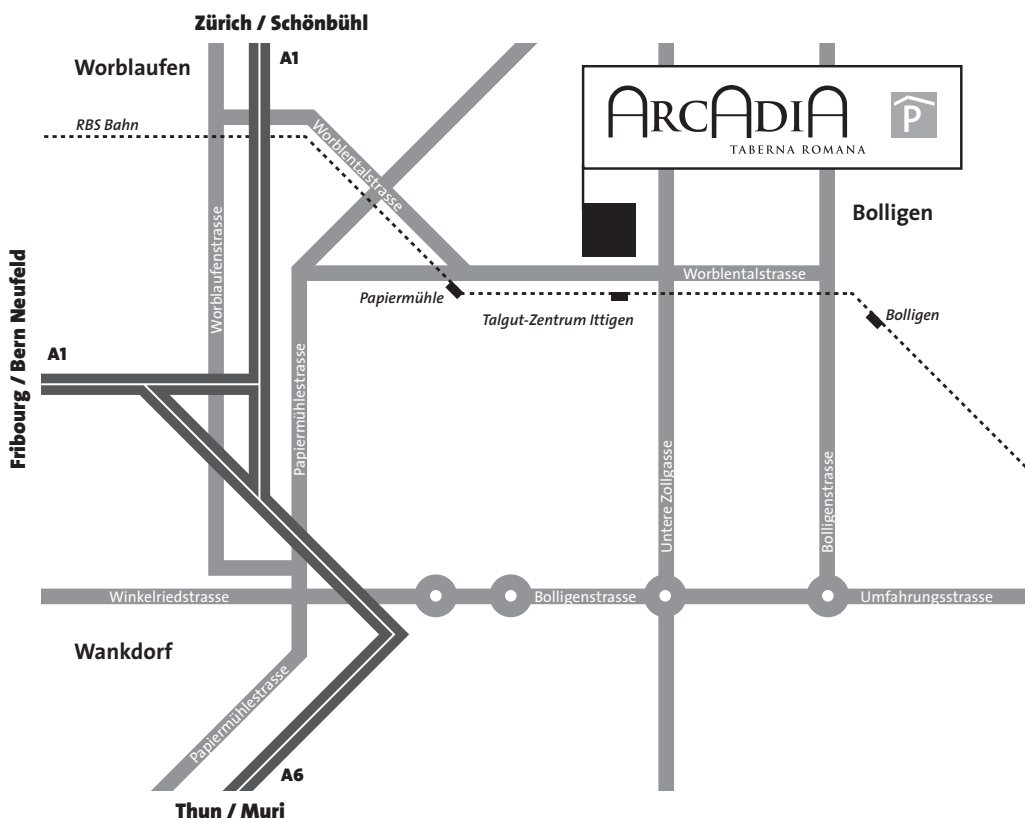 Zürich / Schönbühl
A1
Worblaufen
RBS Bahn
Worblentalstrasse
ARCADIA
P
TABERNA ROMANA
Bolligen
Worblaufenstrasse
Worblentalstrasse
Papiermühle
Talgut-Zentrum Ittigen
Bolligen
Fribourg / Bern Neufeld
A1
Papiermühlestrasse
Untere Zollgasse
Bolligenstrasse
Winkelriedstrasse
Bolligenstrasse
Umfahrungsstrasse
Wankdorf
Papiermühlestrasse
A6
Thun / Muri